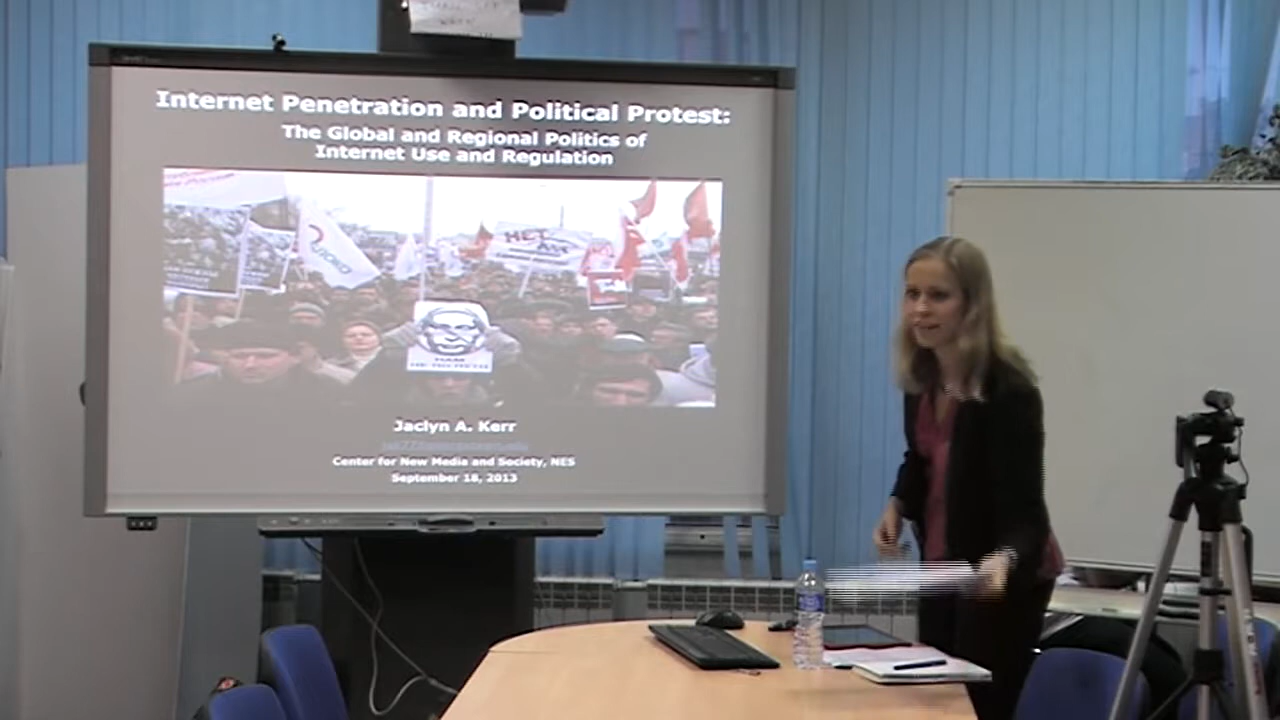 Internet Penetration and Political Protest:
The Global and Regional Politics of
Internet Use and Regulation
НЕТ
Jaclyn A. Kerr
Center for New Media and Society, NES
September 18, 2013